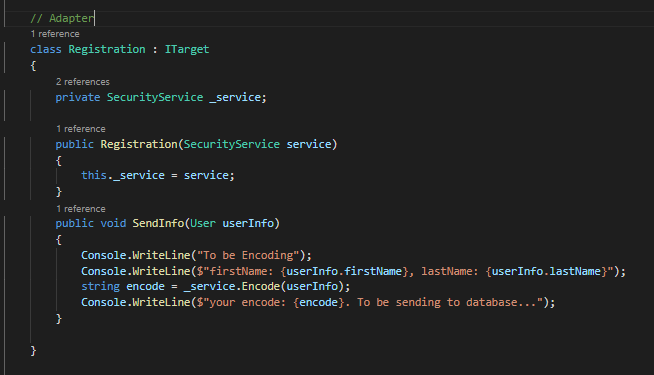 // Adapter
1 reference
class Registration : ITarget
{
2 references
private SecurityService _service;
1 reference
public Registration(SecurityService service)
{
this._service = service;
}
1 reference
public void SendInfo(User userInfo)
{
Console.WriteLine("To be Encoding");
Console.WriteLine($"firstName: {userInfo.firstName}, lastName: {userInfo.lastName}");
string encode = _service.Encode(userInfo);
Console.WriteLine($"your encode: {encode}. To be sending to database...");
}
}